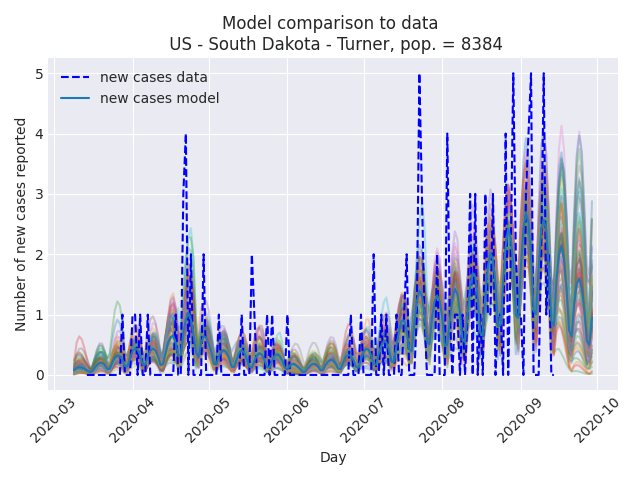 Model comparison to data
US - South Dakota - Turner, pop. = 8384
new cases data
new cases model
Number of new cases reported
5
4
3
2
1
0
2020-03
2020-04
2020-05
2020-06
2020-07
2020-08
2020-09
2020-10
Day